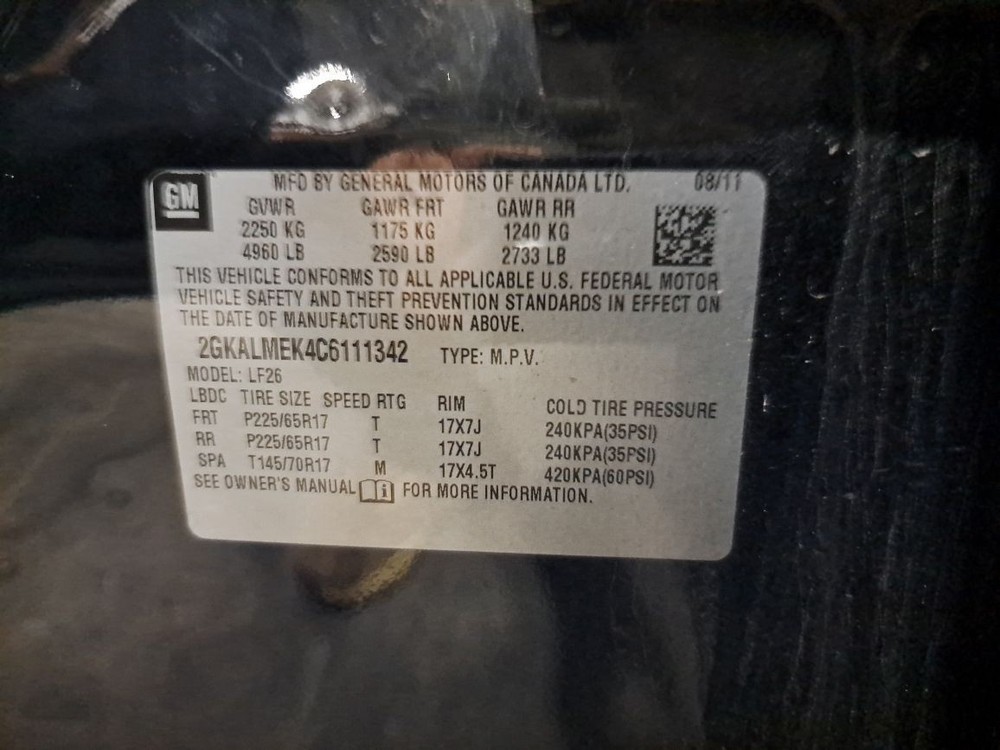 GM
MFD BY GENERAL MOTORS OF CANADA LTD. 08/11
GVWR GAWR FRT GAWR RR
2250 KG 1175 KG 1240 KG
4960 LB 2590 LB 2733 LB
THIS VEHICLE CONFORMS TO ALL APPLICABLE U.S. FEDERAL MOTOR
VEHICLE SAFETY AND THEFT PREVENTION STANDARDS IN EFFECT ON
THE DATE OF MANUFACTURE SHOWN ABOVE.
2GKALMEK4C6111342 TYPE: M.P.V.
MODEL: LF26
LBDC TIRE SIZE SPEED RTG RIM COLD TIRE PRESSURE
FRT P225/65R17 T 17X7J 240KPA(35PSI)
RR P225/65R17 T 17X7J 240KPA(35PSI)
SPA T145/70R17 M 17X4.5T 420KPA(60PSI)
SEE OWNER'S MANUAL i FOR MORE INFORMATION.